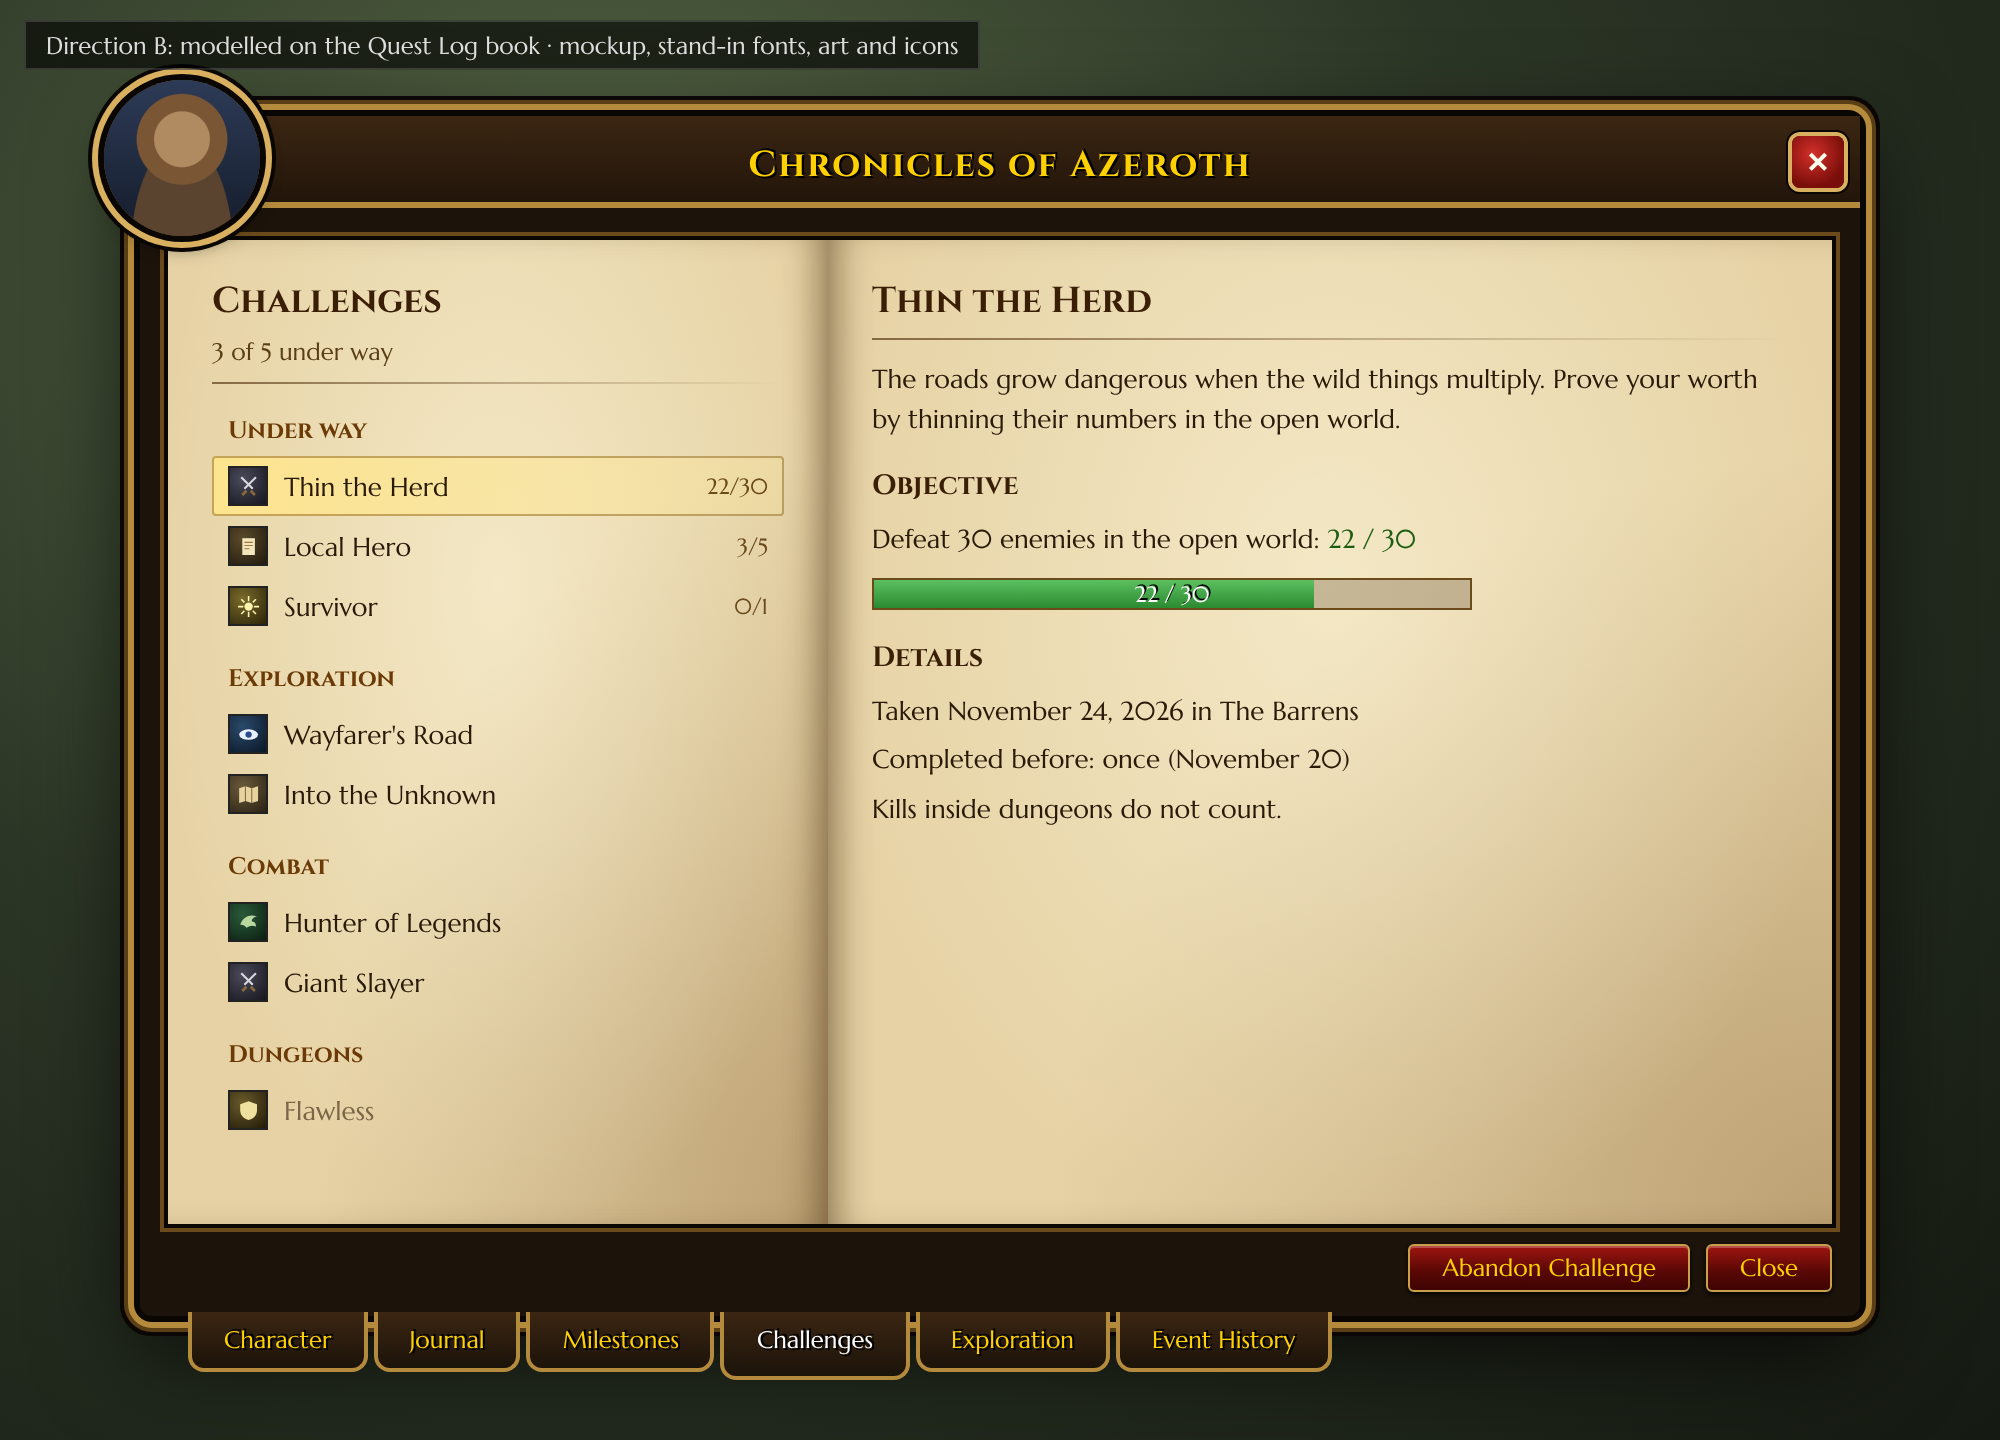 Direction B: modelled on the Quest Log book · mockup, stand-in fonts, art and icons
Chronicles of Azeroth
×
Challenges
3 of 5 under way
Under way
Thin the Herd 22/30
Local Hero 3/5
Survivor 0/1
Exploration
Wayfarer's Road
Into the Unknown
Combat
Hunter of Legends
Giant Slayer
Dungeons
Flawless
Thin the Herd
The roads grow dangerous when the wild things multiply. Prove your worth
by thinning their numbers in the open world.
Objective
Defeat 30 enemies in the open world: 22 / 30
22 / 30
Details
Taken November 24, 2026 in The Barrens
Completed before: once (November 20)
Kills inside dungeons do not count.
Abandon Challenge Close
Character Journal Milestones Challenges Exploration Event History